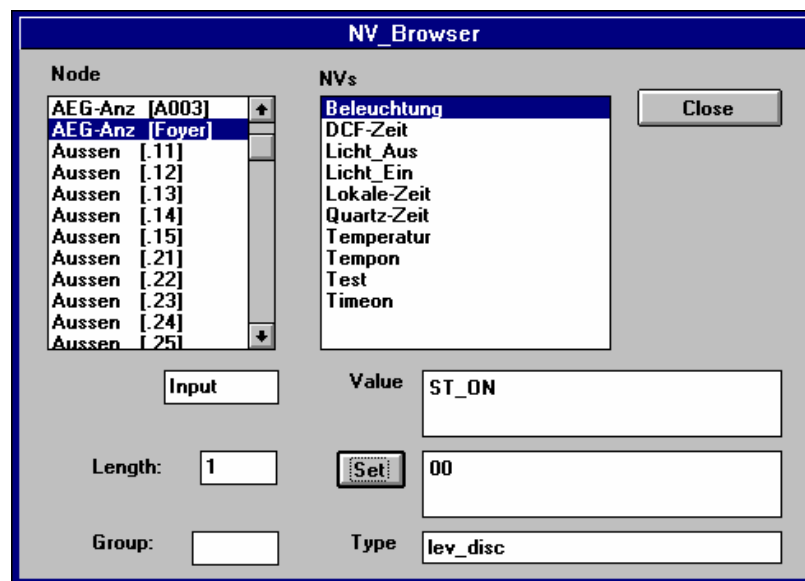 NV_Browser
Node
AEG-Anz [A003]
AEG-Anz [Foyer]
Aussen [.11]
Aussen [.12]
Aussen [.13]
Aussen [.14]
Aussen [.15]
Aussen [.21]
Aussen [.22]
Aussen [.23]
Aussen [.24]
Aussen [.25]
NVs
Beleuchtung
DCF-Zeit
Licht_Aus
Licht_Ein
Lokale-Zeit
Quartz-Zeit
Temperatur
Tempon
Test
Timeon
Close
Input
Value ST_ON
Length: 1
Set 00
Group:
Type lev_disc